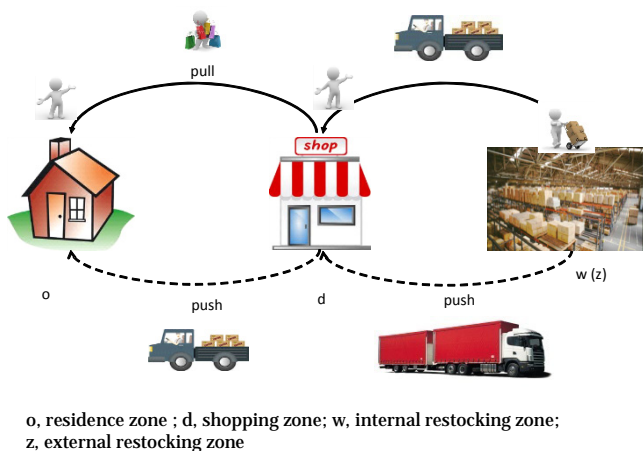 pull
shop
o
d
w (z)
push
push
o, residence zone ; d, shopping zone; w, internal restocking zone;
z, external restocking zone